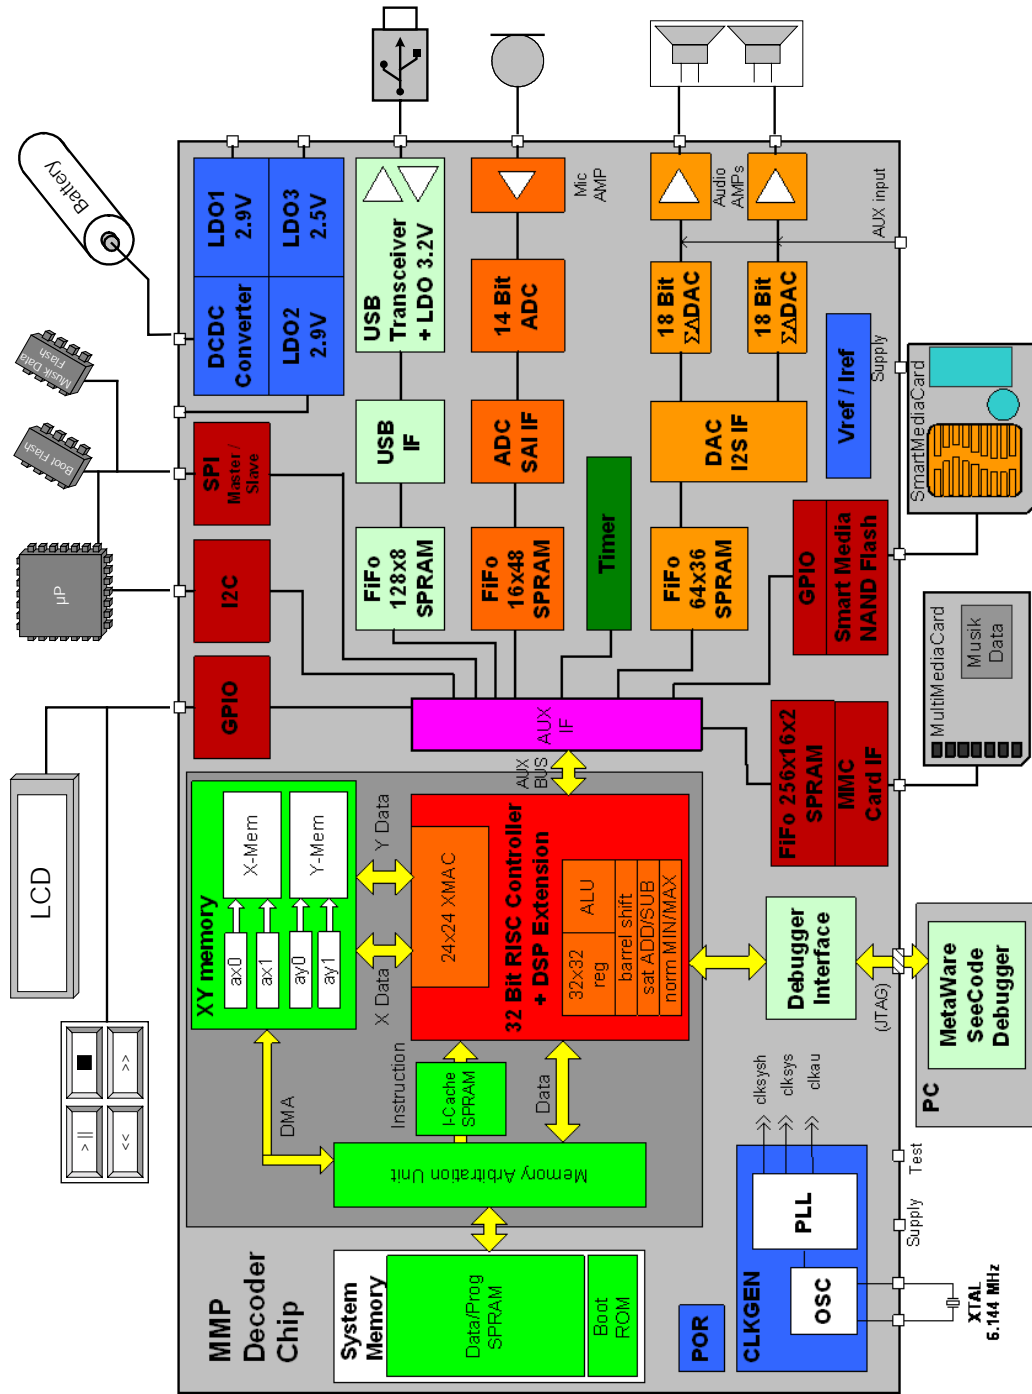 LCD
> ||
<<
>>
µP
Boot Flash
Musik Data
Flash
Battery
MMP
Decoder
Chip
System
Memory
Data/Prog
SPRAM
Boot
ROM
Memory Arbitration Unit
DMA
Instruction
I-Cache
SPRAM
Data
XY memory
ax0
ax1
ay0
ay1
X-Mem
Y-Mem
X Data
Y Data
32 Bit RISC Controller
+ DSP Extension
24x24 XMAC
32x32
reg
ALU
barrel shift
sat ADD/SUB
norm MIN/MAX
AUX
BUS
AUX
IF
GPIO
I2C
SPI
Master /
Slave
DCDC
Converter
LDO1
2.9V
LDO2
2.9V
LDO3
2.5V
FiFo
128x8
SPRAM
USB
IF
USB
Transceiver
+ LDO 3.2V
FiFo
16x48
SPRAM
ADC
SAI IF
14 Bit
ADC
Mic
AMP
Timer
FiFo
64x36
SPRAM
DAC
I2S IF
18 Bit
ΣΔDAC
18 Bit
ΣΔDAC
Audio
AMPs
AUX input
Vref / Iref
Supply
GPIO
Smart Media
NAND Flash
SmartMediaCard
FiFo 256x16x2
SPRAM
MMC
Card IF
MultiMediaCard
Musik
Data
Debugger
Interface
(JTAG)
MetaWare
SeeCode
Debugger
PC
POR
CLKGEN
OSC
PLL
clksysh
clksys
clkau
Supply
Test
XTAL
6.144 MHz